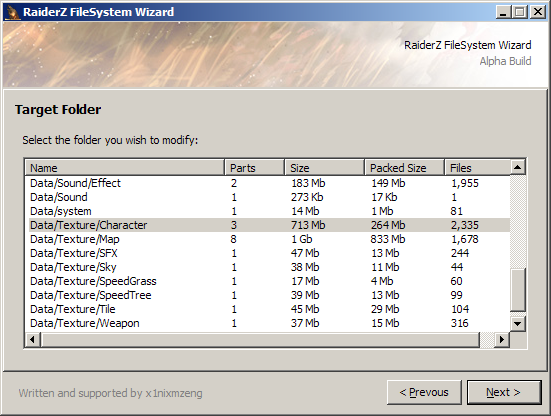 RaiderZ FileSystem Wizard
RaiderZ FileSystem Wizard
Alpha Build
Target Folder
Select the folder you wish to modify:
Name Parts Size Packed Size Files
Data/Sound/Effect 2 183 Mb 149 Mb 1,955
Data/Sound 1 273 Kb 17 Kb 1
Data/system 1 14 Mb 1 Mb 81
Data/Texture/Character 3 713 Mb 264 Mb 2,335
Data/Texture/Map 8 1 Gb 833 Mb 1,678
Data/Texture/SFX 1 47 Mb 13 Mb 244
Data/Texture/Sky 1 38 Mb 11 Mb 44
Data/Texture/SpeedGrass 1 17 Mb 4 Mb 60
Data/Texture/SpeedTree 1 39 Mb 13 Mb 99
Data/Texture/Tile 1 45 Mb 29 Mb 104
Data/Texture/Weapon 1 37 Mb 15 Mb 316
Written and supported by x1nixmzeng
< Prevous
Next >